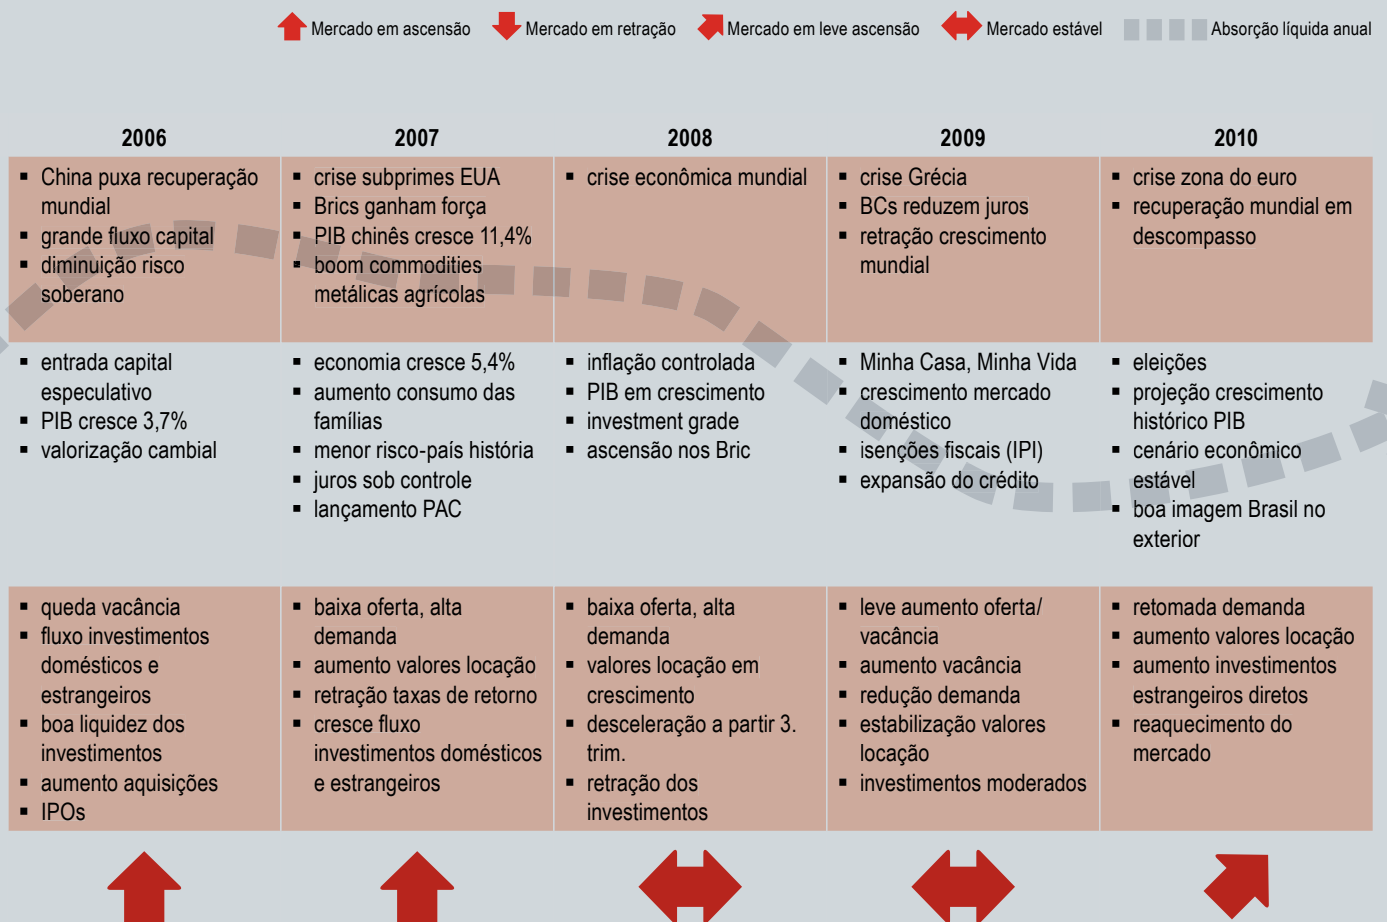 Mercado em ascensão
Mercado em retração
Mercado em leve ascensão
Mercado estável
Absorção líquida anual
2006
2007
2008
2009
2010
▪ China puxa recuperação
mundial
▪ grande fluxo capital
▪ diminuição risco
soberano
▪ crise subprimes EUA
▪ Brics ganham força
▪ PIB chinês cresce 11,4%
▪ boom commodities
metálicas agrícolas
▪ crise econômica mundial
▪ crise Grécia
▪ BCs reduzem juros
▪ retração crescimento
mundial
▪ crise zona do euro
▪ recuperação mundial em
descompasso
▪ entrada capital
especulativo
▪ PIB cresce 3,7%
▪ valorização cambial
▪ economia cresce 5,4%
▪ aumento consumo das
famílias
▪ menor risco-país história
▪ juros sob controle
▪ lançamento PAC
▪ inflação controlada
▪ PIB em crescimento
▪ investment grade
▪ ascensão nos Bric
▪ Minha Casa, Minha Vida
▪ crescimento mercado
doméstico
▪ isenções fiscais (IPI)
▪ expansão do crédito
▪ eleições
▪ projeção crescimento
histórico PIB
▪ cenário econômico
estável
▪ boa imagem Brasil no
exterior
▪ queda vacância
▪ fluxo investimentos
domésticos e
estrangeiros
▪ boa liquidez dos
investimentos
▪ aumento aquisições
▪ IPOs
▪ baixa oferta, alta
demanda
▪ aumento valores locação
▪ retração taxas de retorno
▪ cresce fluxo
investimentos domésticos
e estrangeiros
▪ baixa oferta, alta
demanda
▪ valores locação em
crescimento
▪ desceleração a partir 3.
trim.
▪ retração dos
investimentos
▪ leve aumento oferta/
vacância
▪ aumento vacância
▪ redução demanda
▪ estabilização valores
locação
▪ investimentos moderados
▪ retomada demanda
▪ aumento valores locação
▪ aumento investimentos
estrangeiros diretos
▪ reaquecimento do
mercado